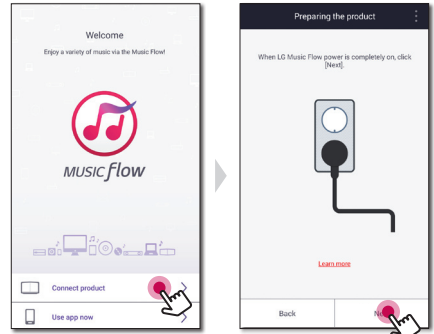 Welcome
Enjoy a variety of music via the Music Flow!
MUSIC flow
Connect product
Use app now
Preparing the product
When LG Music Flow power is completely on, click
[Next].
Learn more
Back